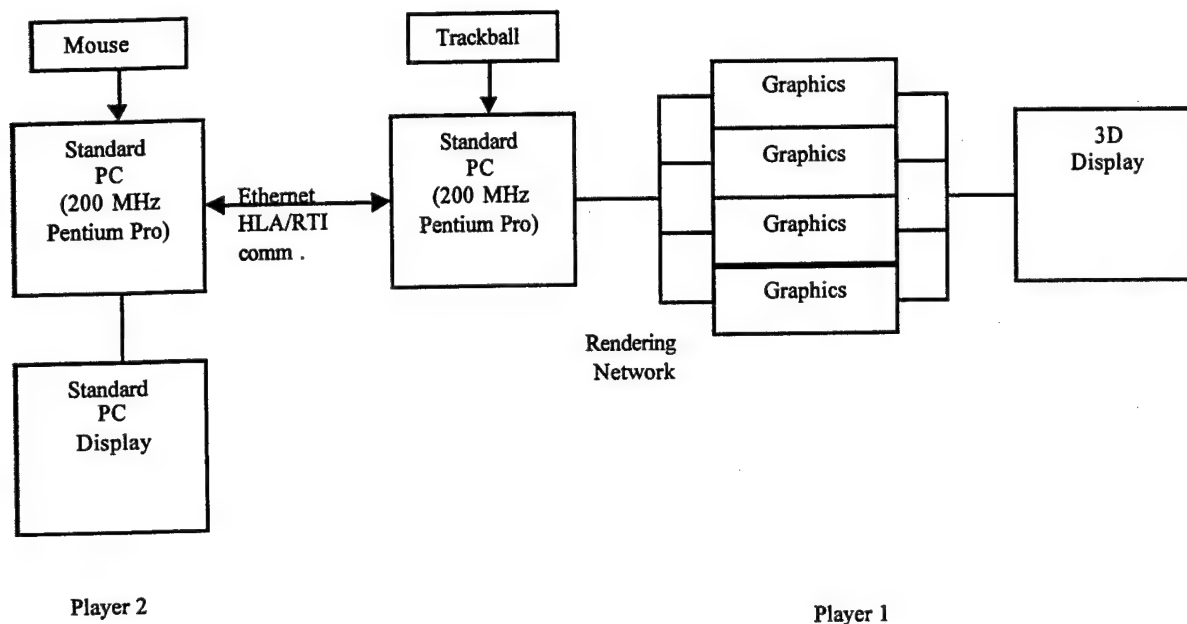 Mouse
Trackball
Standard
PC
(200 MHz
Pentium Pro)
Ethernet
HLA/RTI
comm .
Standard
PC
(200 MHz
Pentium Pro)
Graphics
Graphics
Graphics
Graphics
3D
Display
Rendering
Network
Standard
PC
Display
Player 2
Player 1